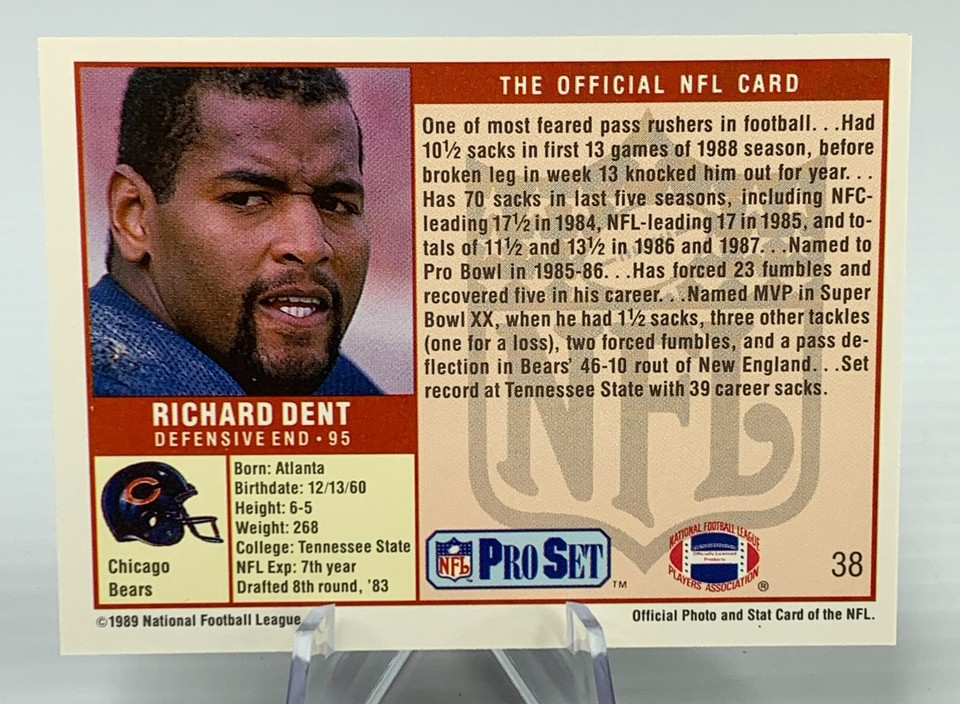 THE OFFICIAL NFL CARD
One of most feared pass rushers in football. . .Had
10½ sacks in first 13 games of 1988 season, before
broken leg in week 13 knocked him out for year. . .
Has 70 sacks in last five seasons, including NFC-
leading 17½ in 1984, NFL-leading 17 in 1985, and to-
tals of 11½ and 13½ in 1986 and 1987. . .Named to
Pro Bowl in 1985-86. . .Has forced 23 fumbles and
recovered five in his career. . .Named MVP in Super
Bowl XX, when he had 1½ sacks, three other tackles
(one for a loss), two forced fumbles, and a pass de-
flection in Bears' 46-10 rout of New England. . .Set
record at Tennessee State with 39 career sacks.
NFL
RICHARD DENT
DEFENSIVE END • 95
C
Chicago
Bears
Born: Atlanta
Birthdate: 12/13/60
Height: 6-5
Weight: 268
College: Tennessee State
NFL Exp: 7th year
Drafted 8th round, '83
NFL PRO SET ™
NATIONAL FOOTBALL LEAGUE
Officially Licensed
Product
PLAYERS ASSOCIATION ®
38
©1989 National Football League
Official Photo and Stat Card of the NFL.